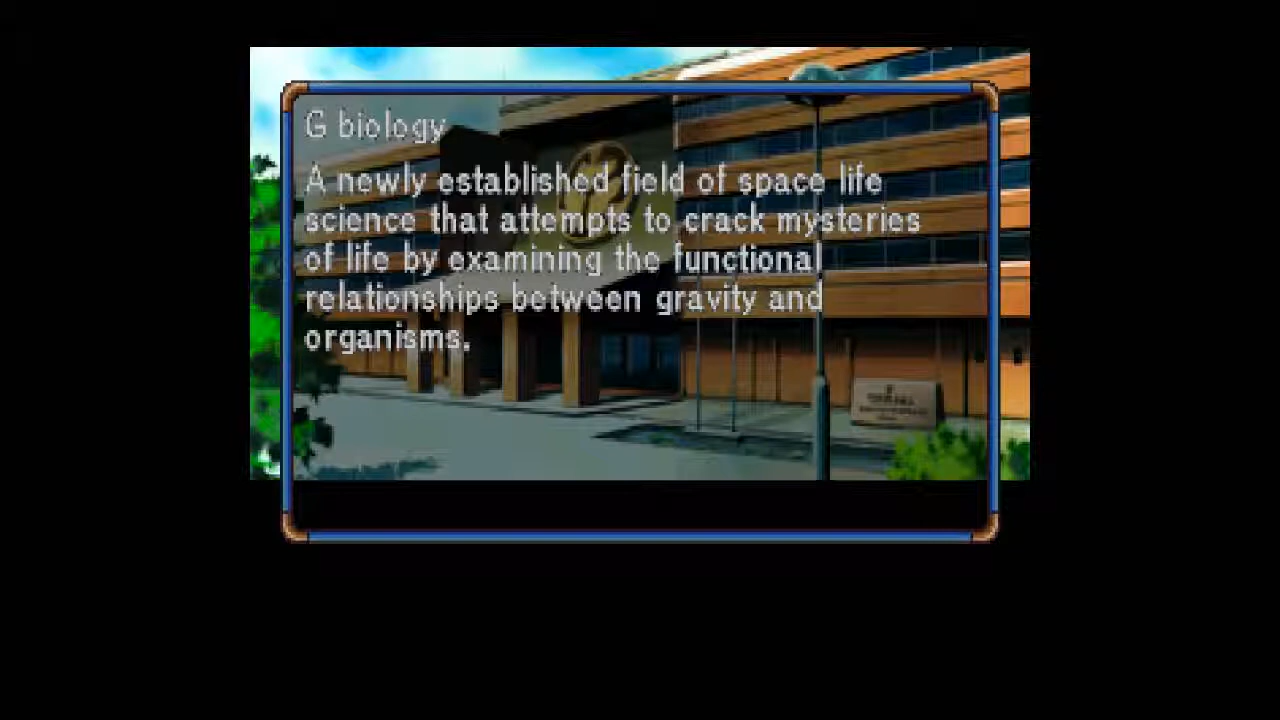 G biology
A newly established field of space life
science that attempts to crack mysteries
of life by examining the functional
relationships between gravity and
organisms.